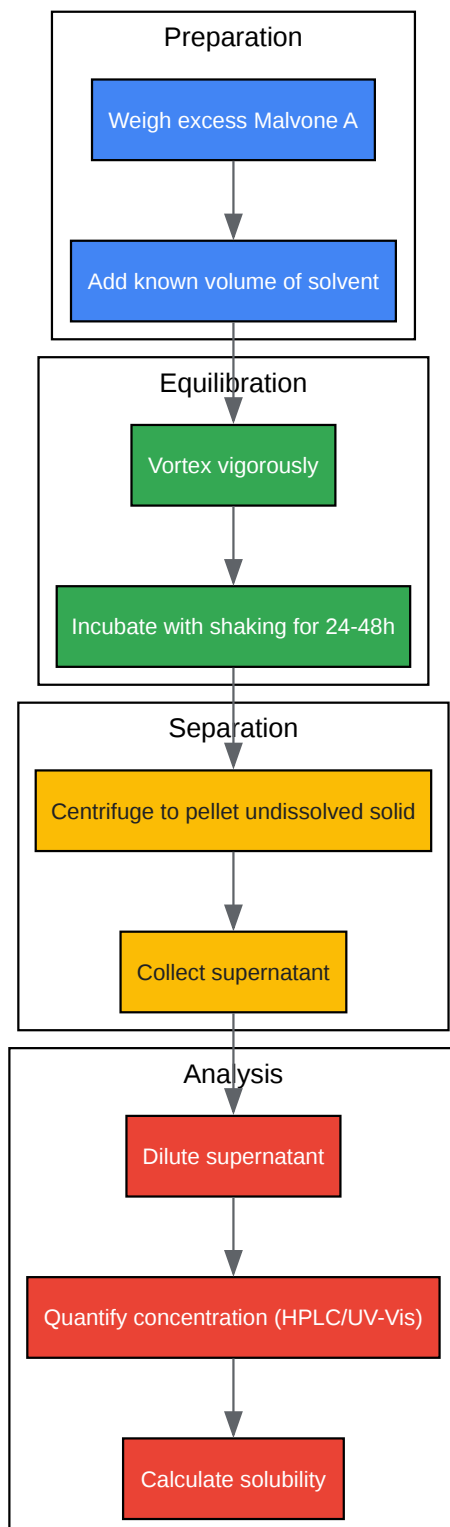 Preparation
Weigh excess Malvone A
Add known volume of solvent
Equilibration
Vortex vigorously
Incubate with shaking for 24-48h
Separation
Centrifuge to pellet undissolved solid
Collect supernatant
Analysis
Dilute supernatant
Quantify concentration (HPLC/UV-Vis)
Calculate solubility